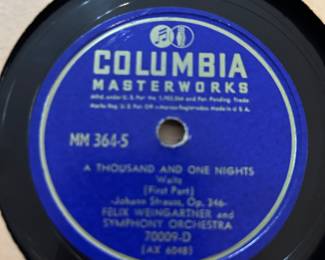 COLUMBIA
MASTERWORKS
MM 364-5
A THOUSAND AND ONE NIGHTS
Waltz
(First Part)
-Johann Strauss, Op. 346-
FELIX WEINGARTNER and
SYMPHONY ORCHESTRA
70009-D
(AX 6048)